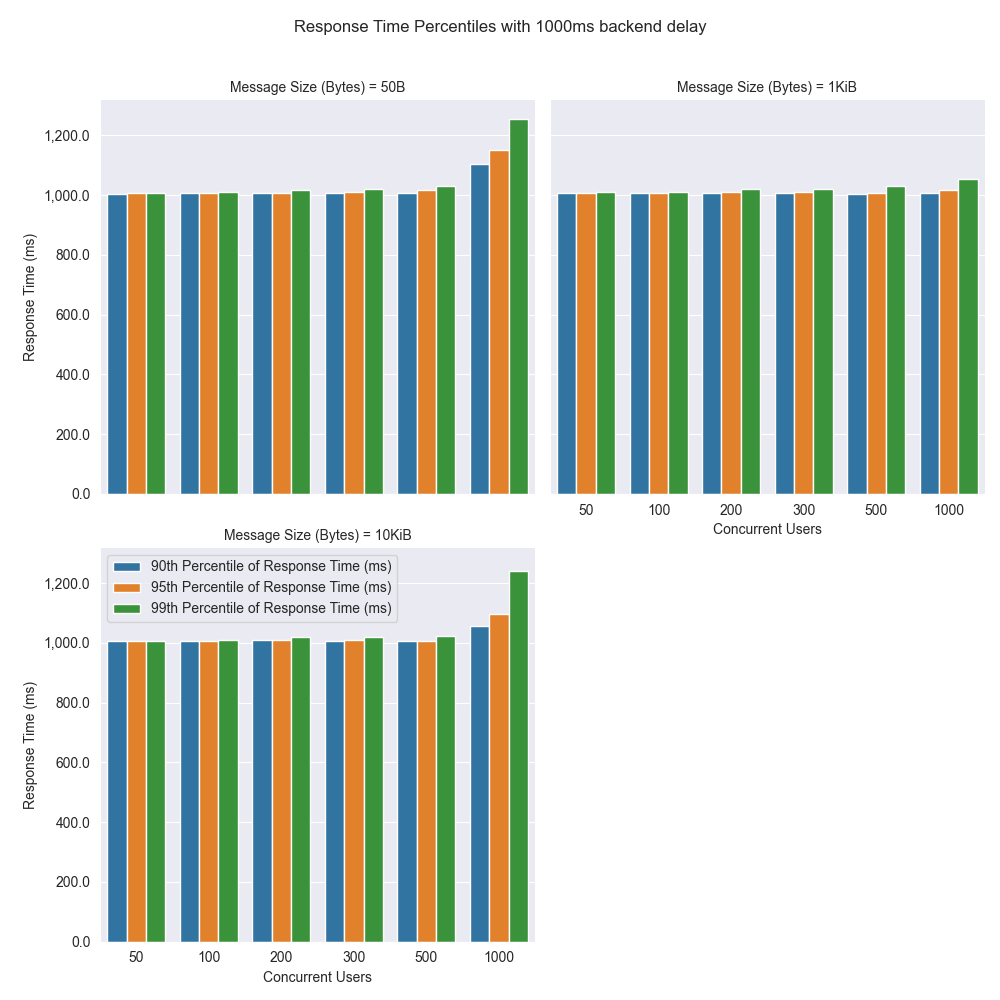 Response Time Percentiles with 1000ms backend delay
Message Size (Bytes) = 50B
Message Size (Bytes) = 1KiB
1,200.0
1,000.0
800.0
600.0
400.0
200.0
0.0
Response Time (ms)
50 100 200 300 500 1000
Concurrent Users
Message Size (Bytes) = 10KiB
90th Percentile of Response Time (ms)
95th Percentile of Response Time (ms)
99th Percentile of Response Time (ms)
1,200.0
1,000.0
800.0
600.0
400.0
200.0
0.0
Response Time (ms)
50 100 200 300 500 1000
Concurrent Users